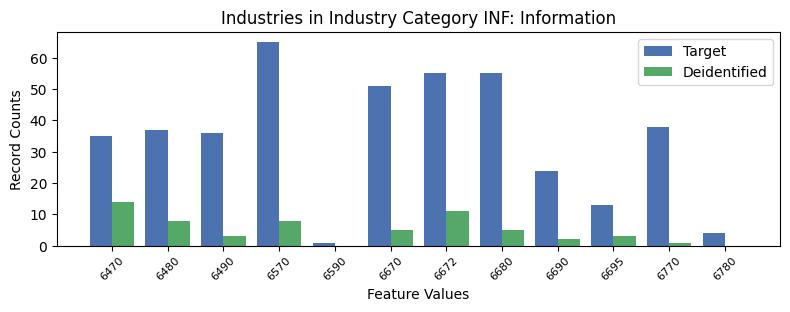 Industries in Industry Category INF: Information
Target
Deidentified
Record Counts
60
50
40
30
20
10
0
6470 6480 6490 6570 6590 6670 6672 6680 6690 6695 6770 6780
Feature Values